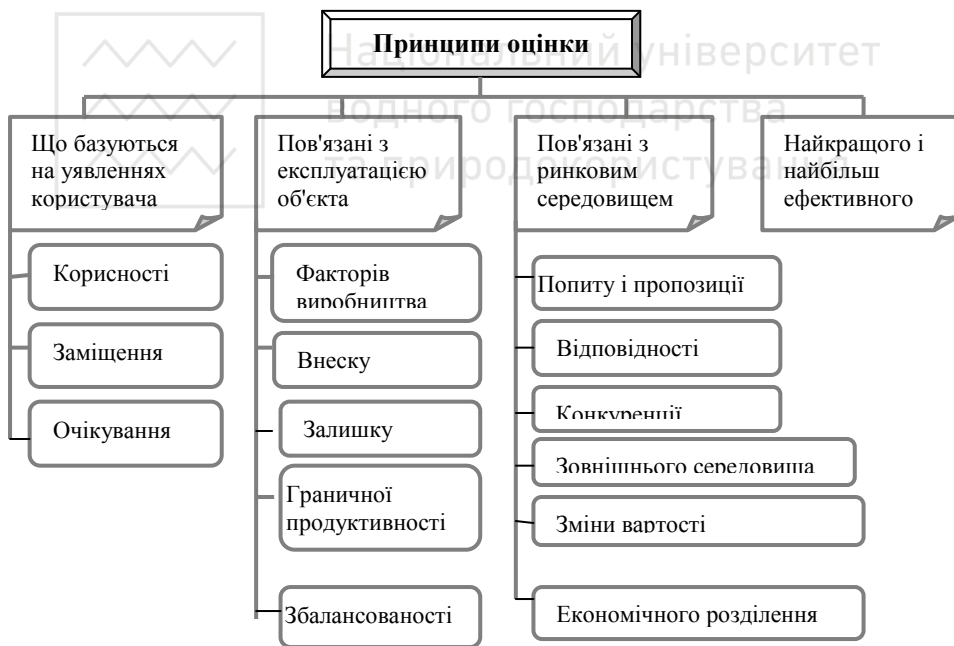 Принципи оцінки
Національний університет
водного господарства
та природокористування
Що базуються
на уявленнях
користувача
Корисності
Заміщення
Очікування
Пов'язані з
експлуатацією
об'єкта
Факторів
виробництва
Внеску
Залишку
Граничної
продуктивності
Збалансованості
Пов'язані з
ринковим
середовищем
Попиту і пропозиції
Відповідності
Конкуренції
Зовнішнього середовища
Зміни вартості
Економічного розділення
Найкращого і
найбільш
ефективного